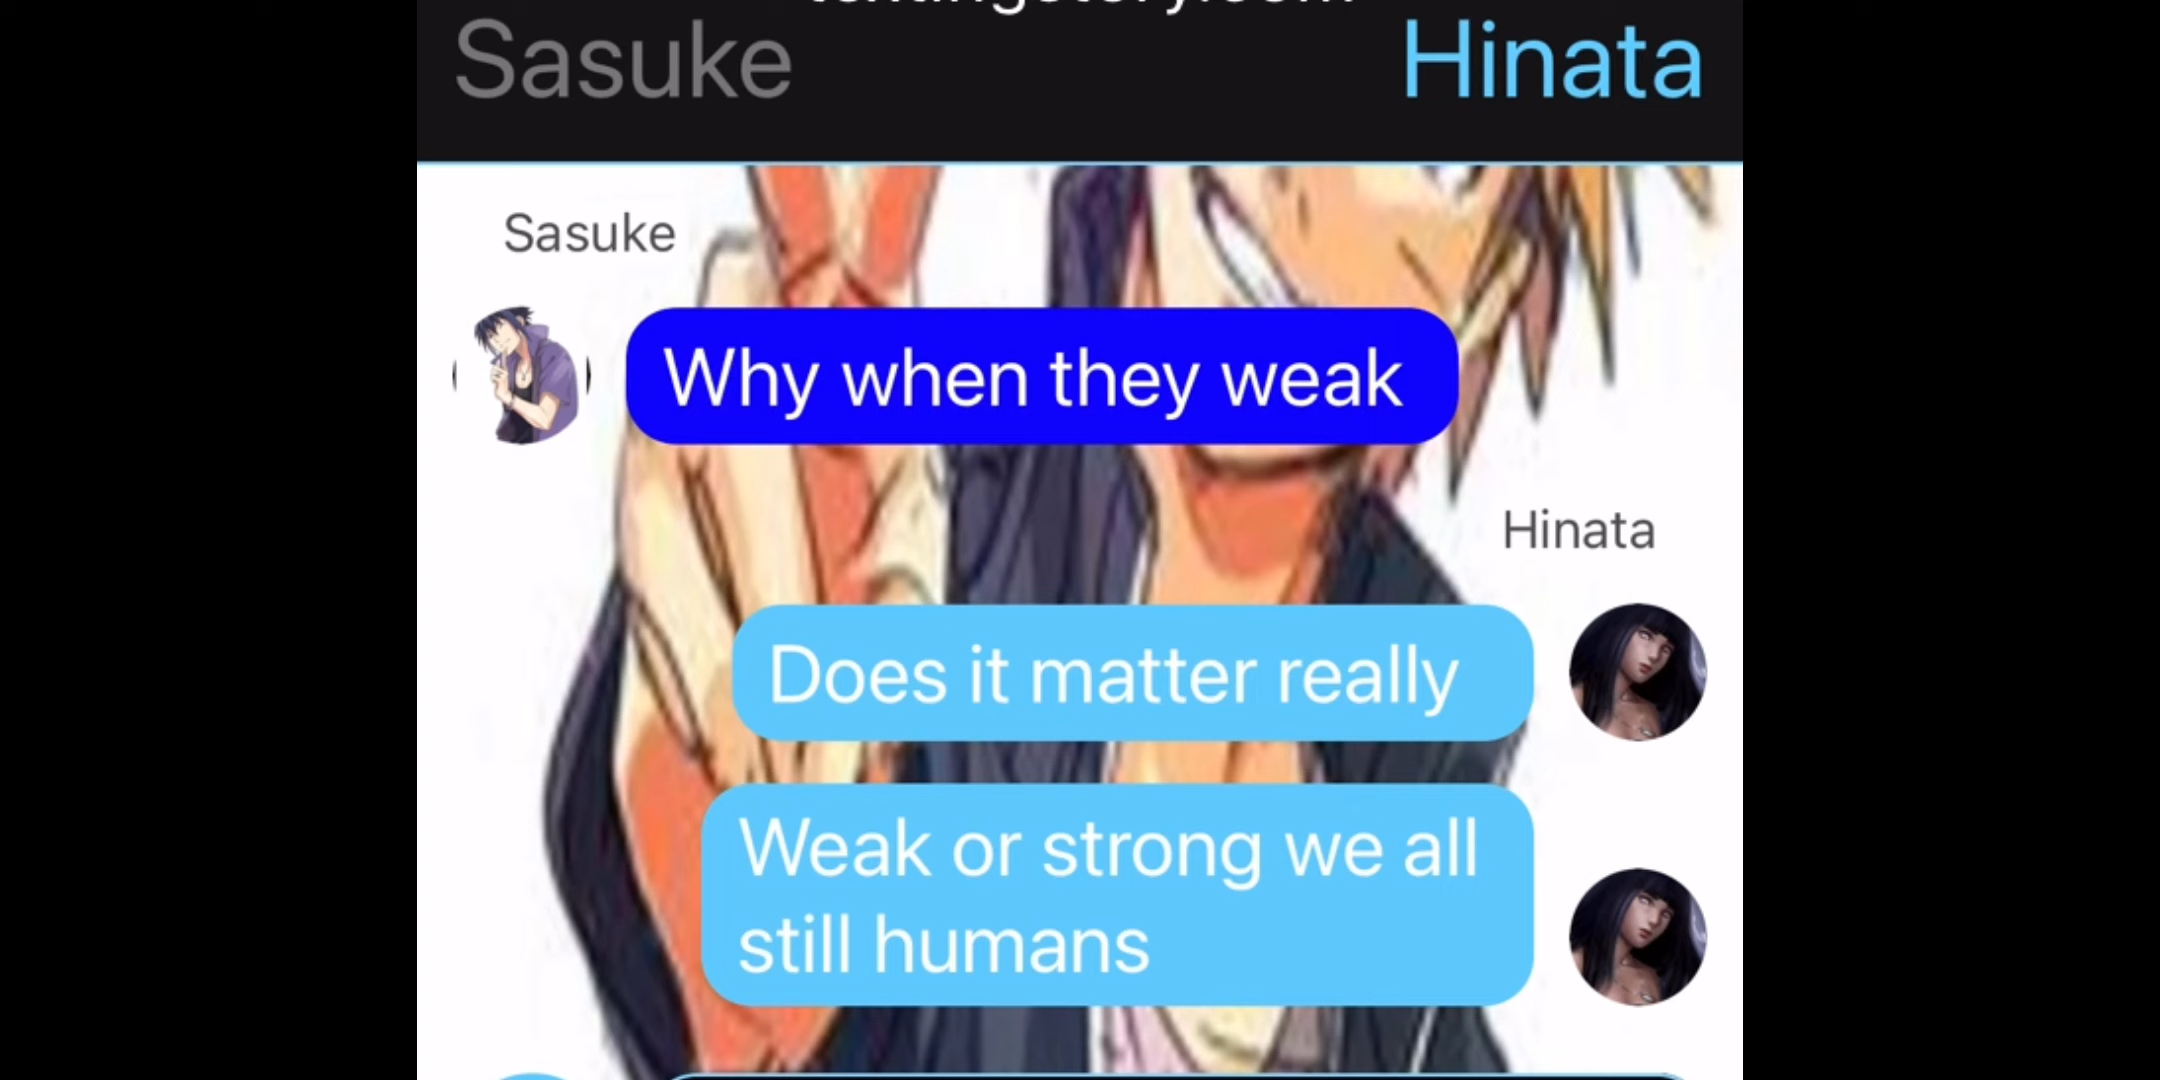 Sasuke Hinata
Sasuke
Why when they weak
Hinata
Does it matter really
Weak or strong we all
still humans